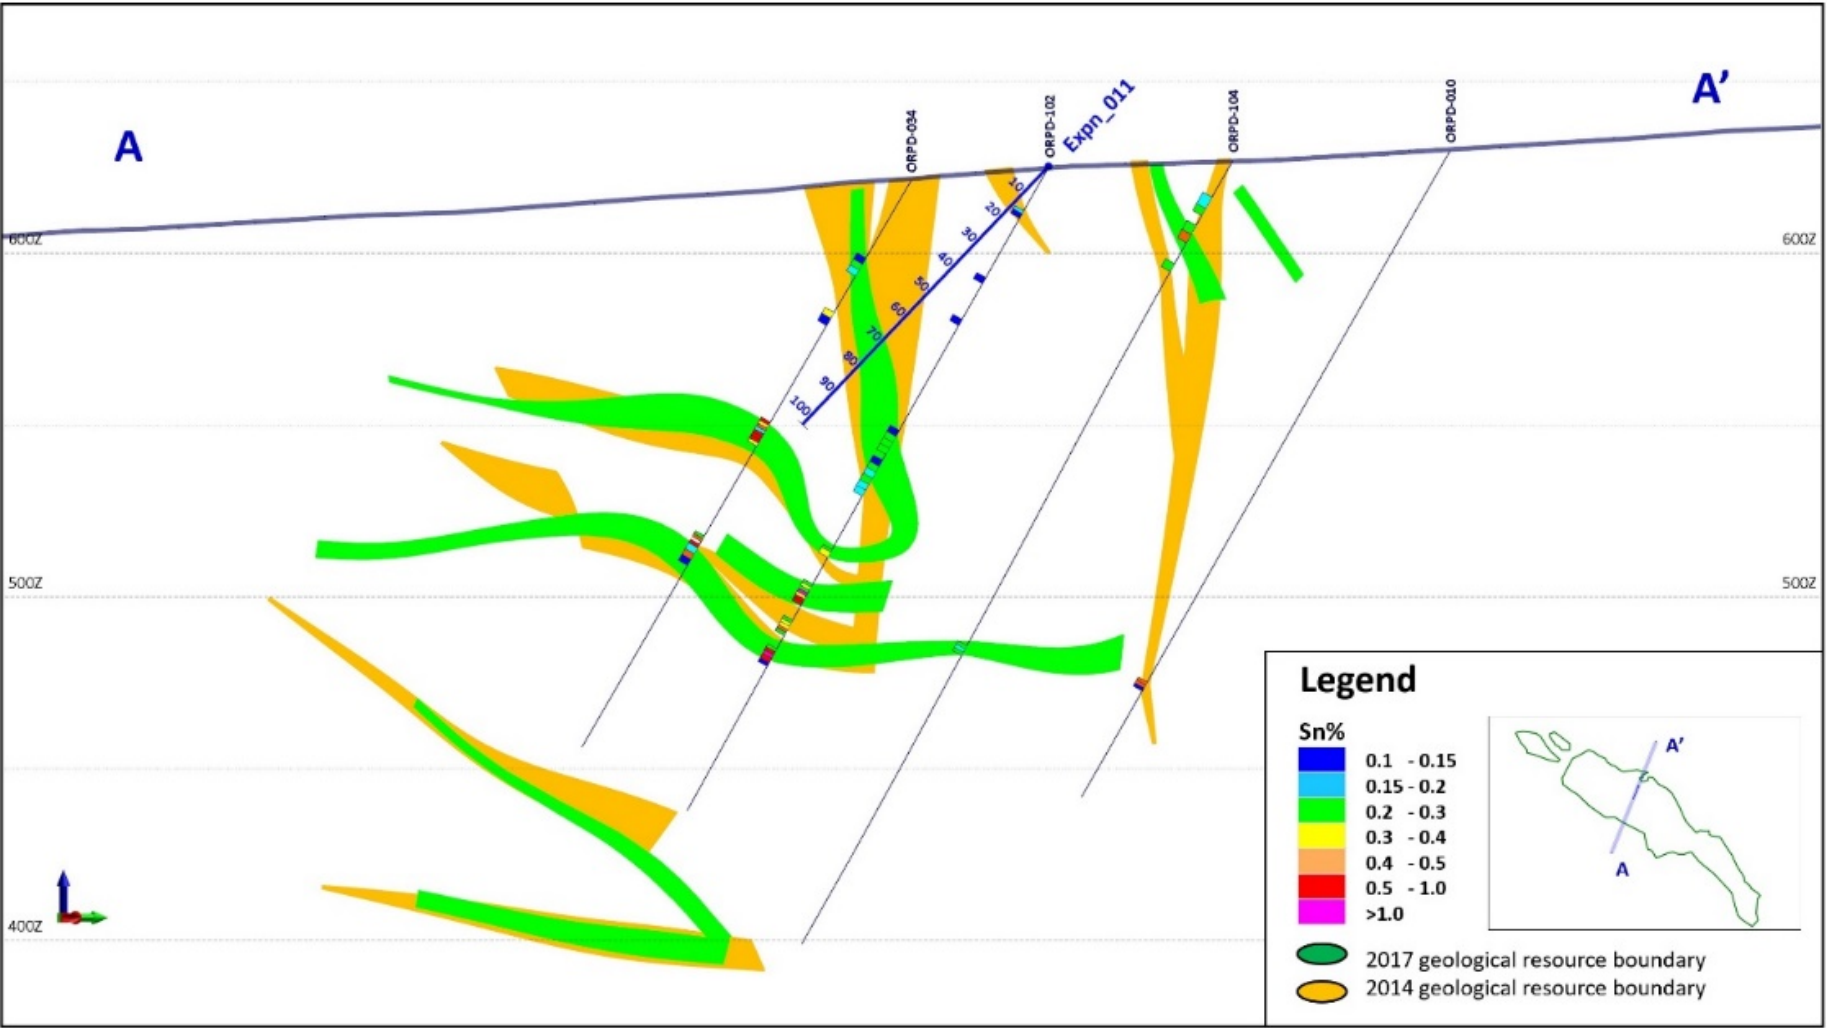 A
A’
ORPD-034
ORPD-102
Expn_011
ORPD-104
ORPD-010
10
20
30
40
50
60
70
80
90
100
600Z
600Z
500Z
500Z
400Z
Legend
Sn%
0.1 - 0.15
0.15 - 0.2
0.2 - 0.3
0.3 - 0.4
0.4 - 0.5
0.5 - 1.0
>1.0
A’
A
2017 geological resource boundary
2014 geological resource boundary